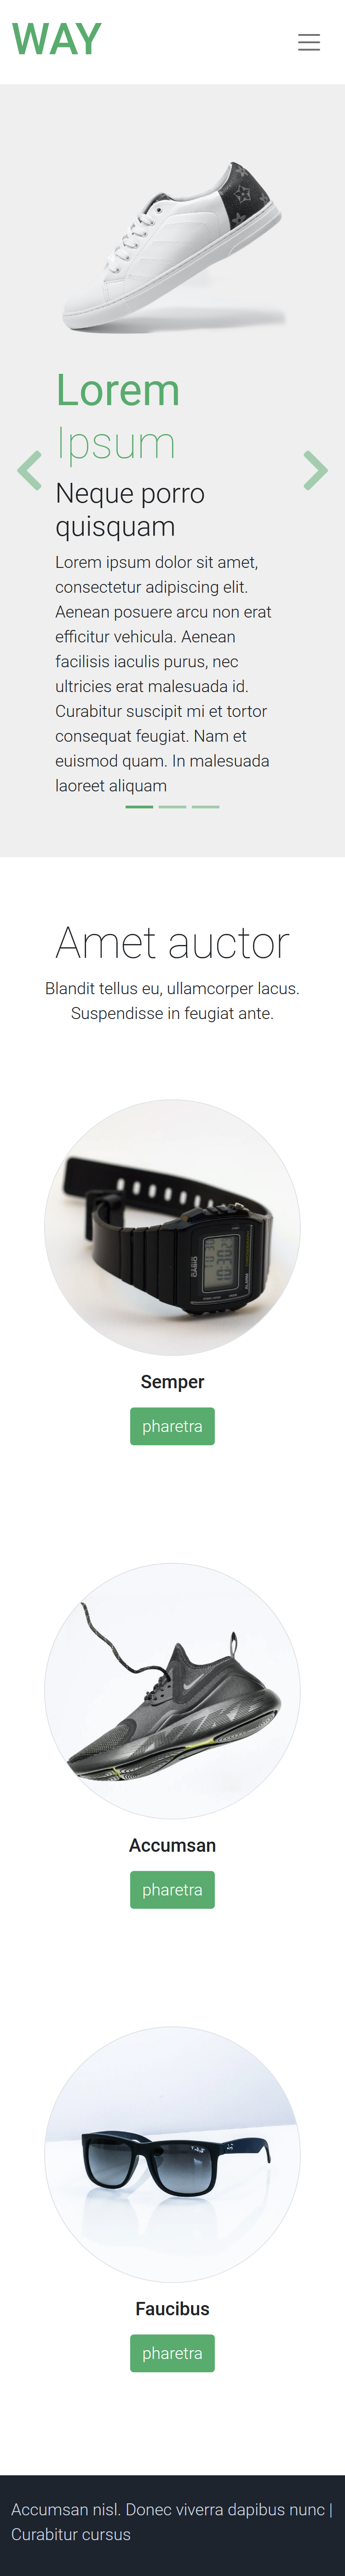 WAY
Lorem
Ipsum
Neque porro
quisquam
Lorem ipsum dolor sit amet,
consectetur adipiscing elit.
Aenean posuere arcu non erat
efficitur vehicula. Aenean
facilisis iaculis purus, nec
ultricies erat malesuada id.
Curabitur suscipit mi et tortor
consequat feugiat. Nam et
euismod quam. In malesuada
laoreet aliquam
Amet auctor
Blandit tellus eu, ullamcorper lacus.
Suspendisse in feugiat ante.
Semper
pharetra
Accumsan
pharetra
Faucibus
pharetra
Accumsan nisl. Donec viverra dapibus nunc |
Curabitur cursus